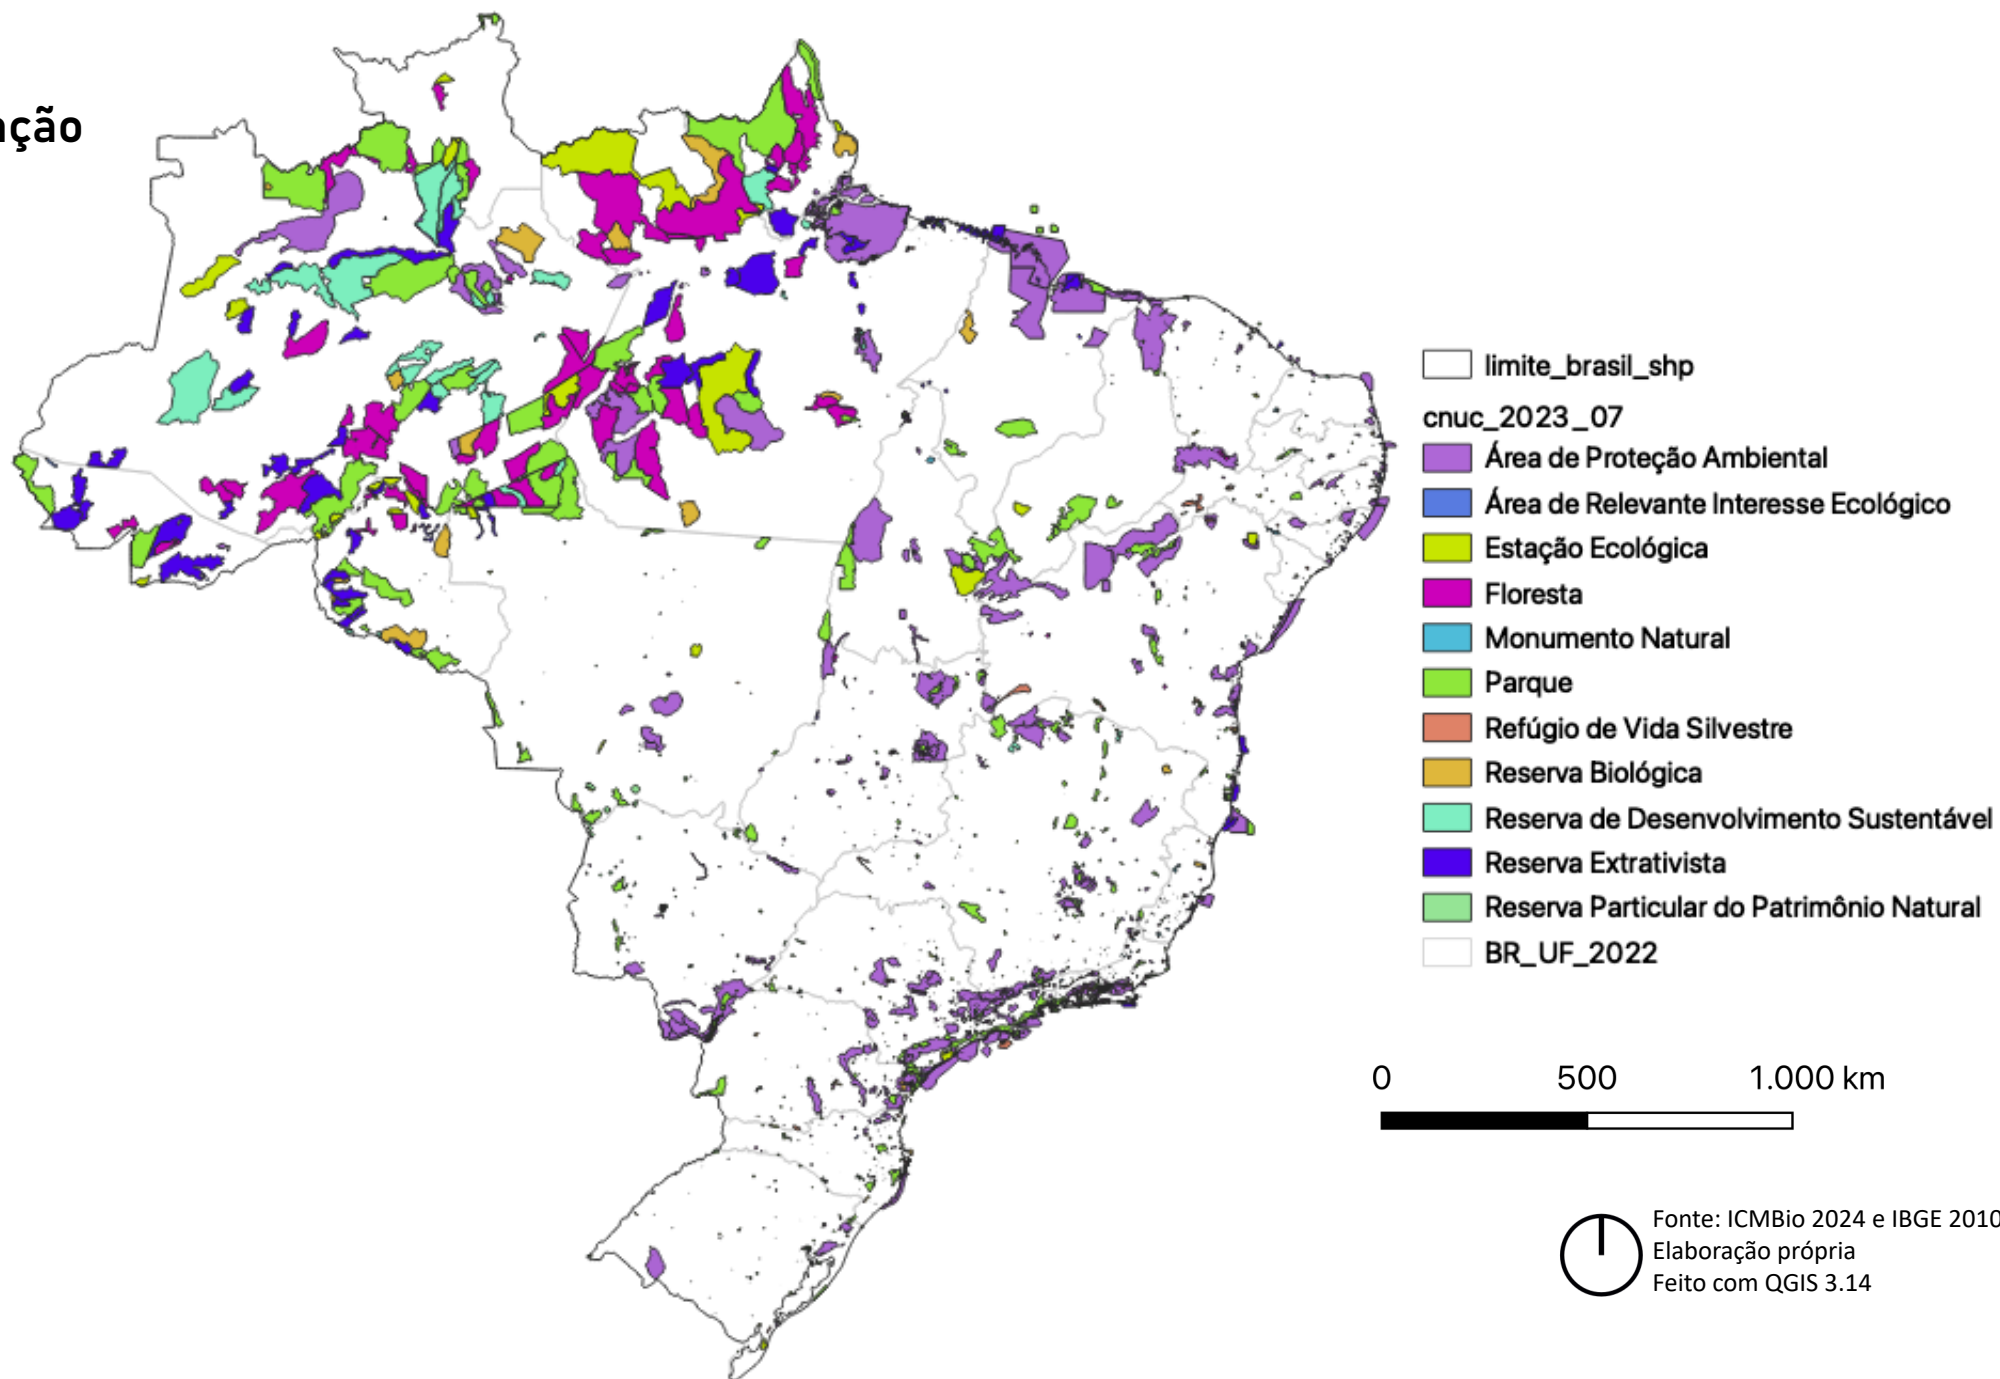 ação
limite_brasil_shp
cnuc_2023_07
Área de Proteção Ambiental
Área de Relevante Interesse Ecológico
Estação Ecológica
Floresta
Monumento Natural
Parque
Refúgio de Vida Silvestre
Reserva Biológica
Reserva de Desenvolvimento Sustentável
Reserva Extrativista
Reserva Particular do Patrimônio Natural
BR_UF_2022
0 500 1.000 km
Fonte: ICMBio 2024 e IBGE 2010
Elaboração própria
Feito com QGIS 3.14